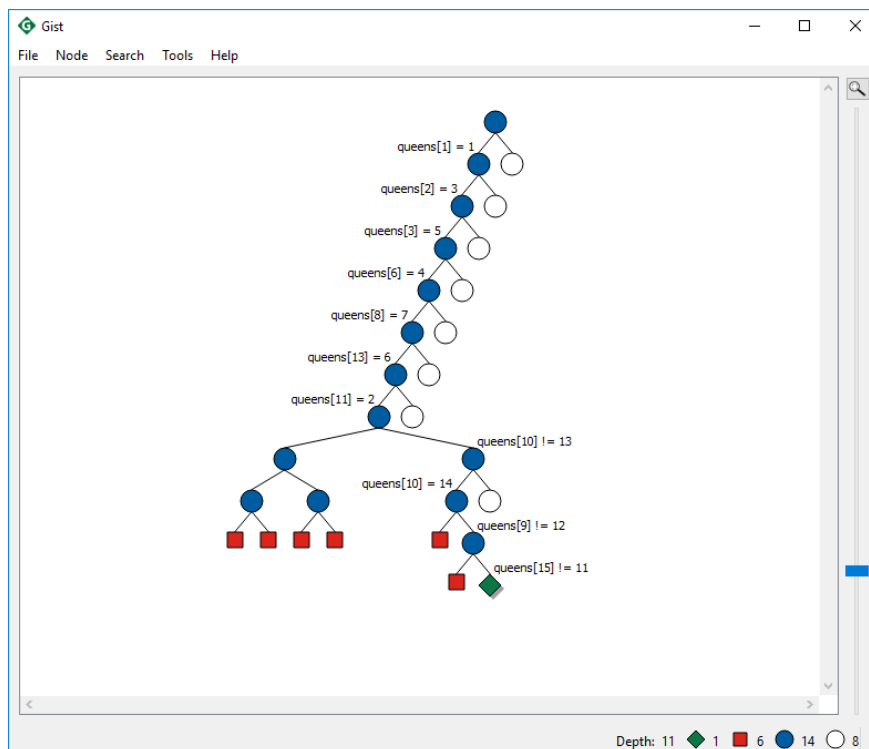 Gist
File Node Search Tools Help
queens[1] = 1
queens[2] = 3
queens[3] = 5
queens[6] = 4
queens[8] = 7
queens[13] = 6
queens[11] = 2
queens[10] != 13
queens[10] = 14
queens[9] != 12
queens[15] != 11
Depth: 11 1 6 14 8